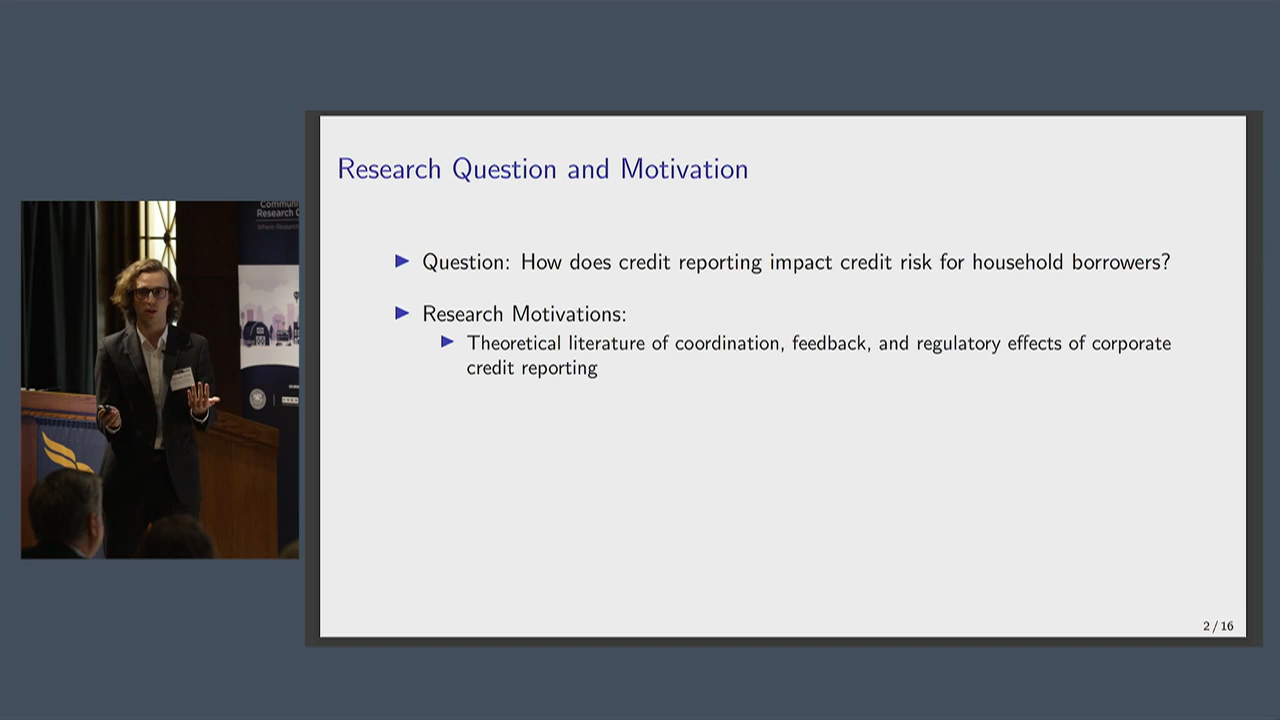 Communi
Research C
Research Question and Motivation
Question: How does credit reporting impact credit risk for household borrowers?
Research Motivations:
Theoretical literature of coordination, feedback, and regulatory effects of corporate
credit reporting
2 / 16